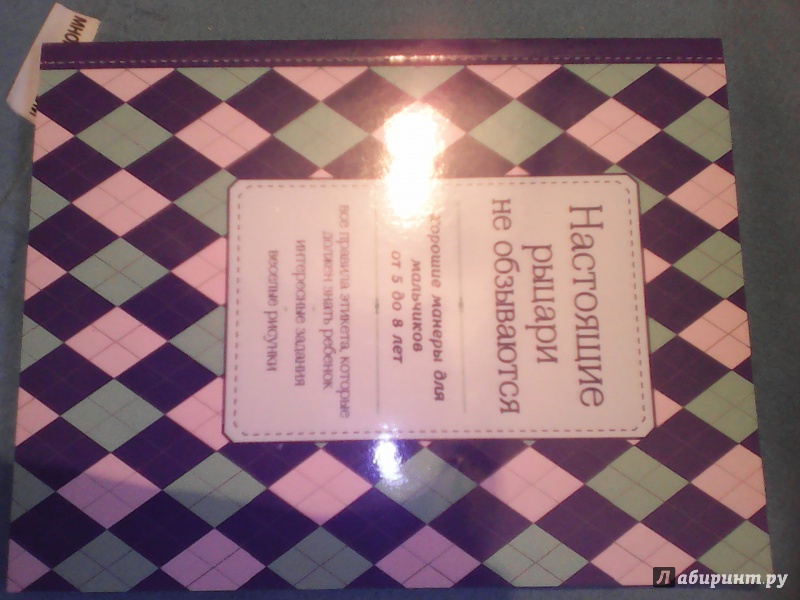 Настоящие
рыцари
не обзываются
хорошие манеры для
мальчиков
от 5 до 8 лет
все правила этикета, которые
должен знать ребенок
интересные задания
веселые рисунки
Лабиринт.ру